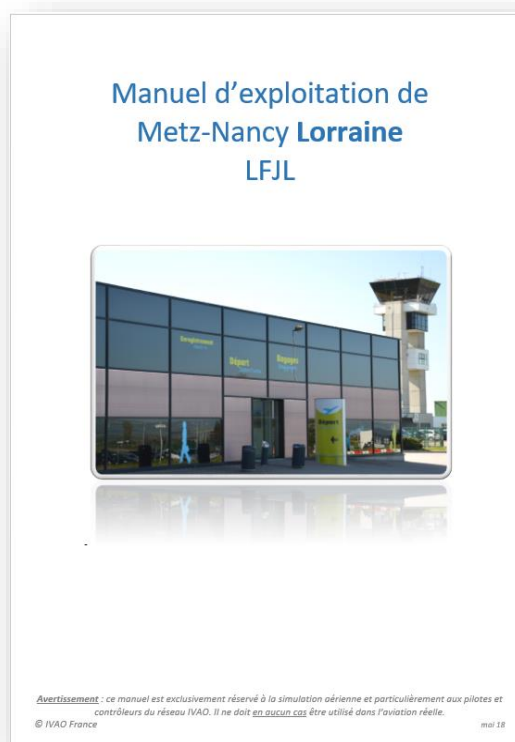 Manuel d’exploitation de
Metz-Nancy Lorraine
LFJL
Enregistrement
Départ
Bagages
Départ
-
Avertissement : ce manuel est exclusivement réservé à la simulation aérienne et particulièrement aux pilotes et
contrôleurs du réseau IVAO. Il ne doit en aucun cas être utilisé dans l’aviation réelle.
© IVAO France
mai 18